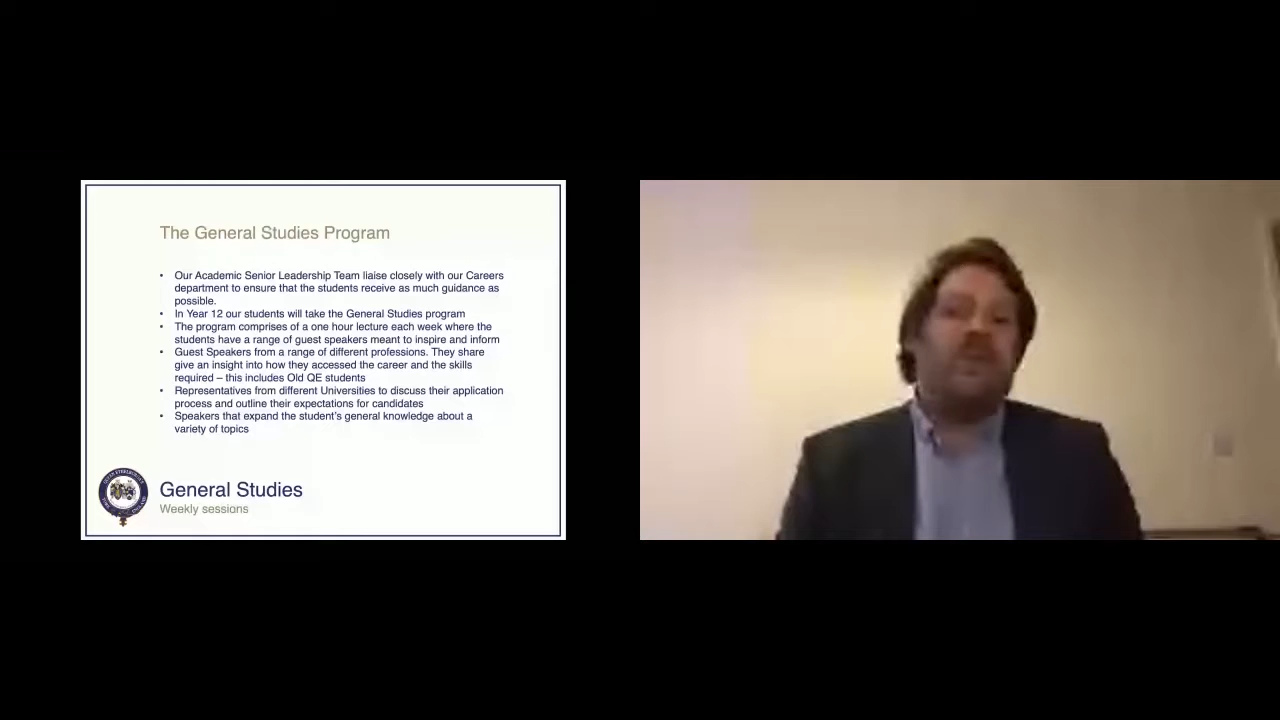 The General Studies Program
• Our Academic Senior Leadership Team liaise closely with our Careers
department to ensure that the students receive as much guidance as
possible.
• In Year 12 our students will take the General Studies program
• The program comprises of a one hour lecture each week where the
students have a range of guest speakers meant to inspire and inform
• Guest Speakers from a range of different professions. They share
give an insight into how they accessed the career and the skills
required – this includes Old QE students
• Representatives from different Universities to discuss their application
process and outline their expectations for candidates
• Speakers that expand the student's general knowledge about a
variety of topics
General Studies
Weekly sessions